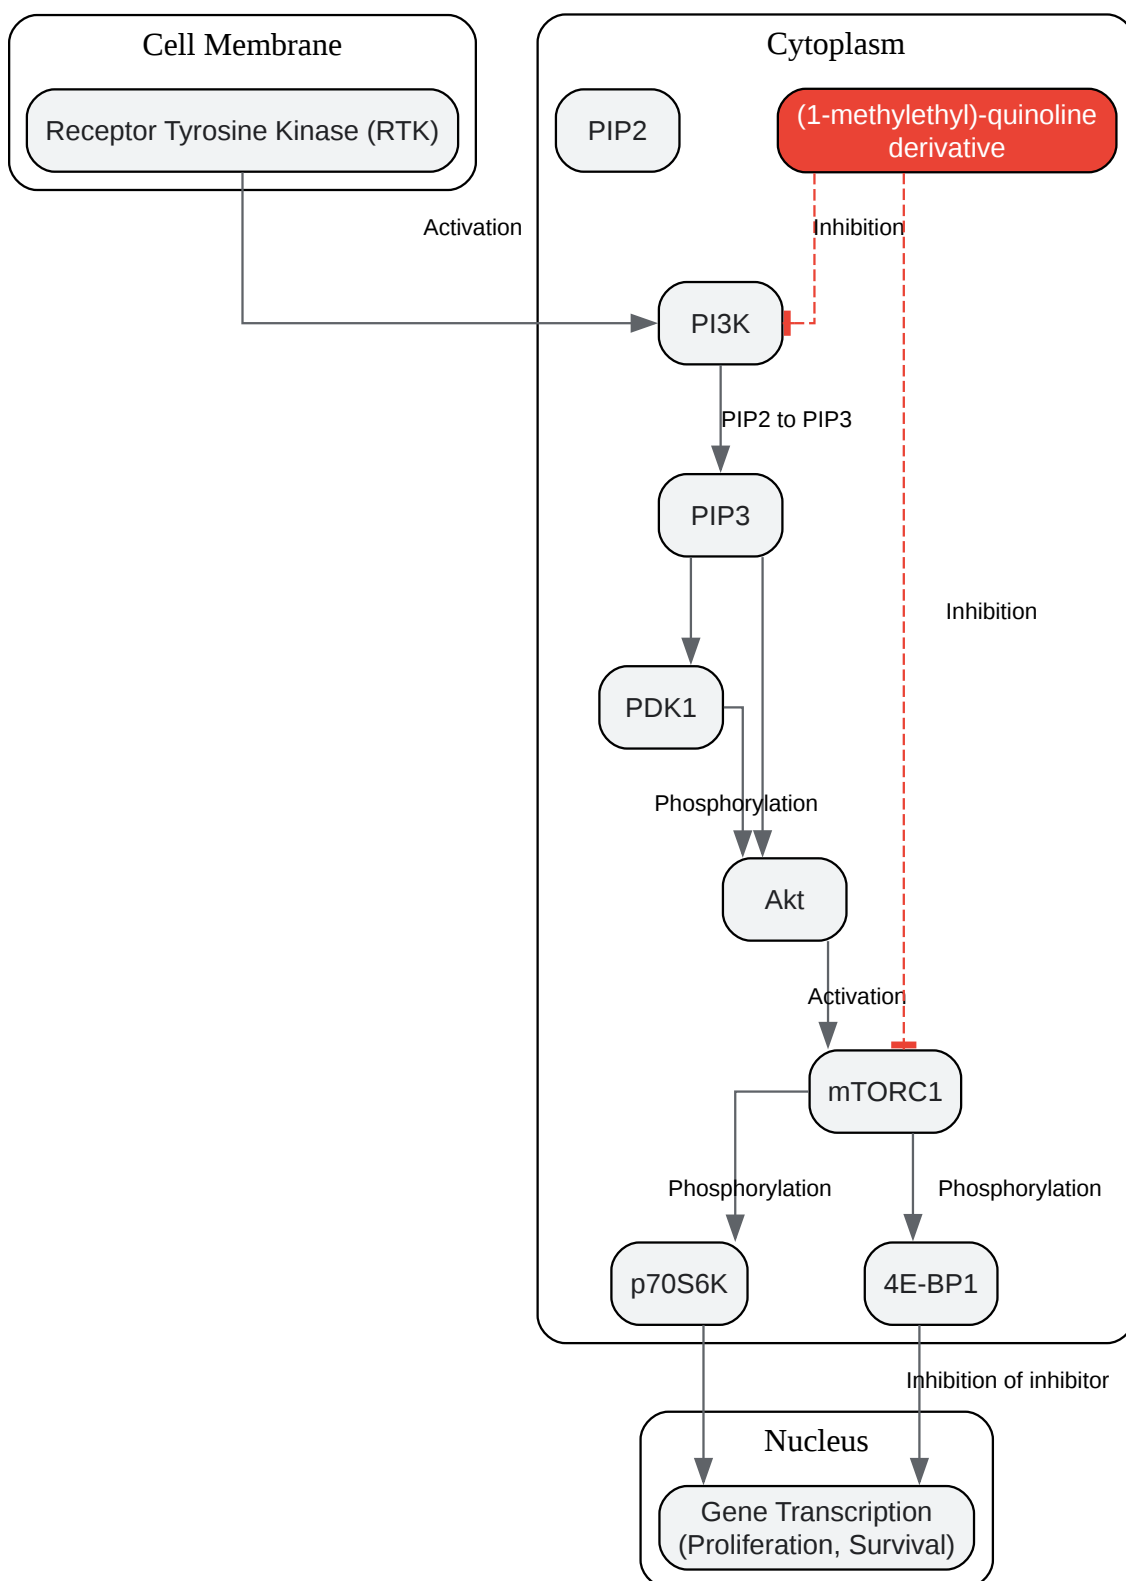 Cell Membrane
Cytoplasm
Receptor Tyrosine Kinase (RTK)
PIP2
(1-methylethyl)-quinoline
derivative
Activation
Inhibition
PI3K
PIP2 to PIP3
PIP3
Inhibition
PDK1
Phosphorylation
Akt
Activation
mTORC1
Phosphorylation
Phosphorylation
p70S6K
4E-BP1
Inhibition of inhibitor
Nucleus
Gene Transcription
(Proliferation, Survival)